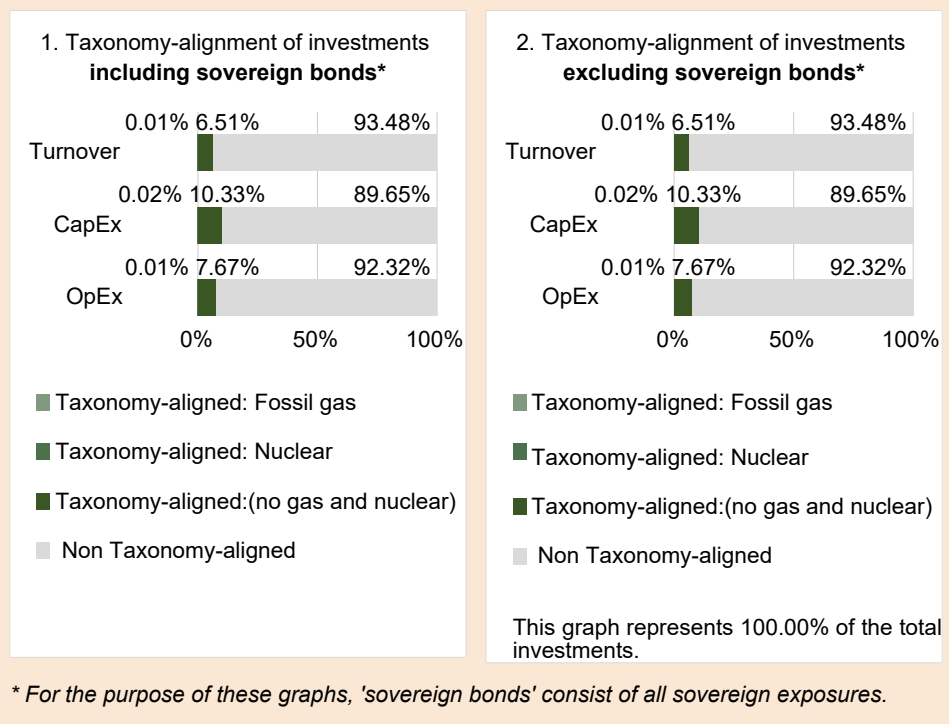 1. Taxonomy-alignment of investments
including sovereign bonds*
0.01% 6.51% 93.48%
Turnover
0.02% 10.33% 89.65%
CapEx
0.01% 7.67% 92.32%
OpEx
0% 50% 100%
Taxonomy-aligned: Fossil gas
Taxonomy-aligned: Nuclear
Taxonomy-aligned:(no gas and nuclear)
Non Taxonomy-aligned
2. Taxonomy-alignment of investments
excluding sovereign bonds*
0.01% 6.51% 93.48%
Turnover
0.02% 10.33% 89.65%
CapEx
0.01% 7.67% 92.32%
OpEx
0% 50% 100%
Taxonomy-aligned: Fossil gas
Taxonomy-aligned: Nuclear
Taxonomy-aligned:(no gas and nuclear)
Non Taxonomy-aligned
This graph represents 100.00% of the total
investments.
* For the purpose of these graphs, 'sovereign bonds' consist of all sovereign exposures.